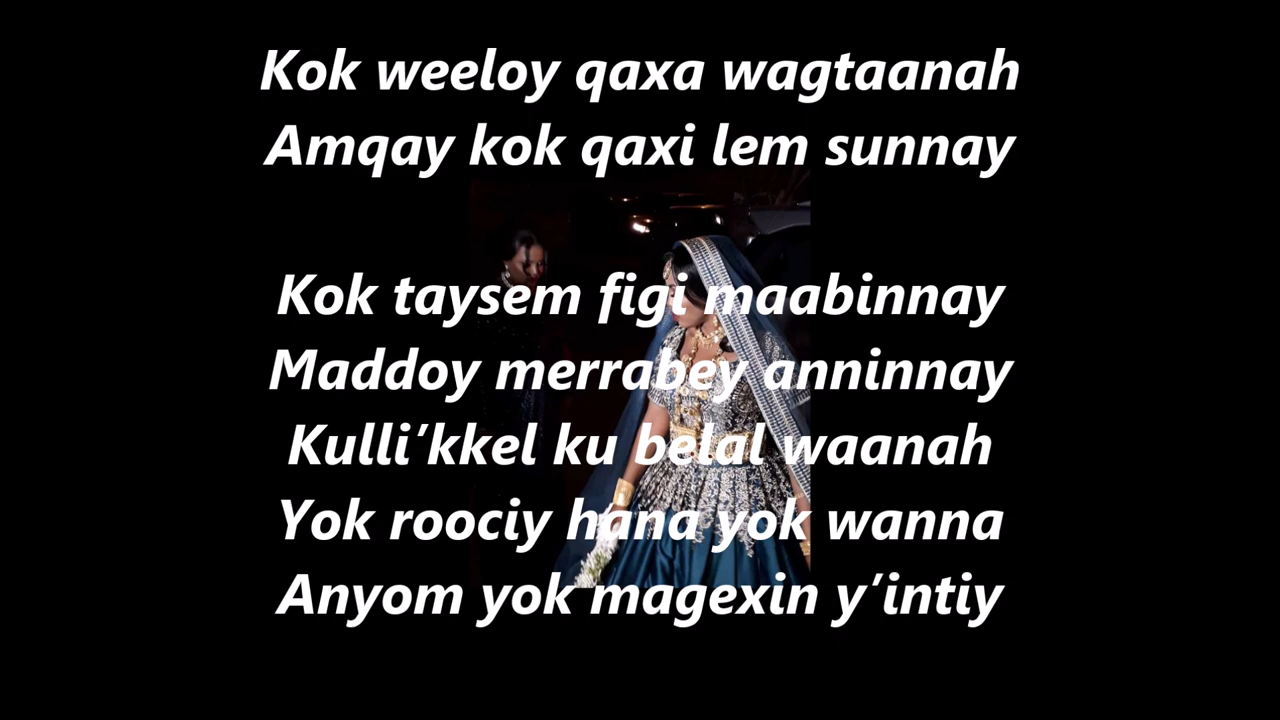 Kok weeloy qaxa wagtaanah
Amqay kok qaxi lem sunnay
Kok taysem figi maabinnay
Maddoy merrabey anninnay
Kulli’kkel ku belal waanah
Yok roociy hana yok wanna
Anyom yok magexin y’intiy